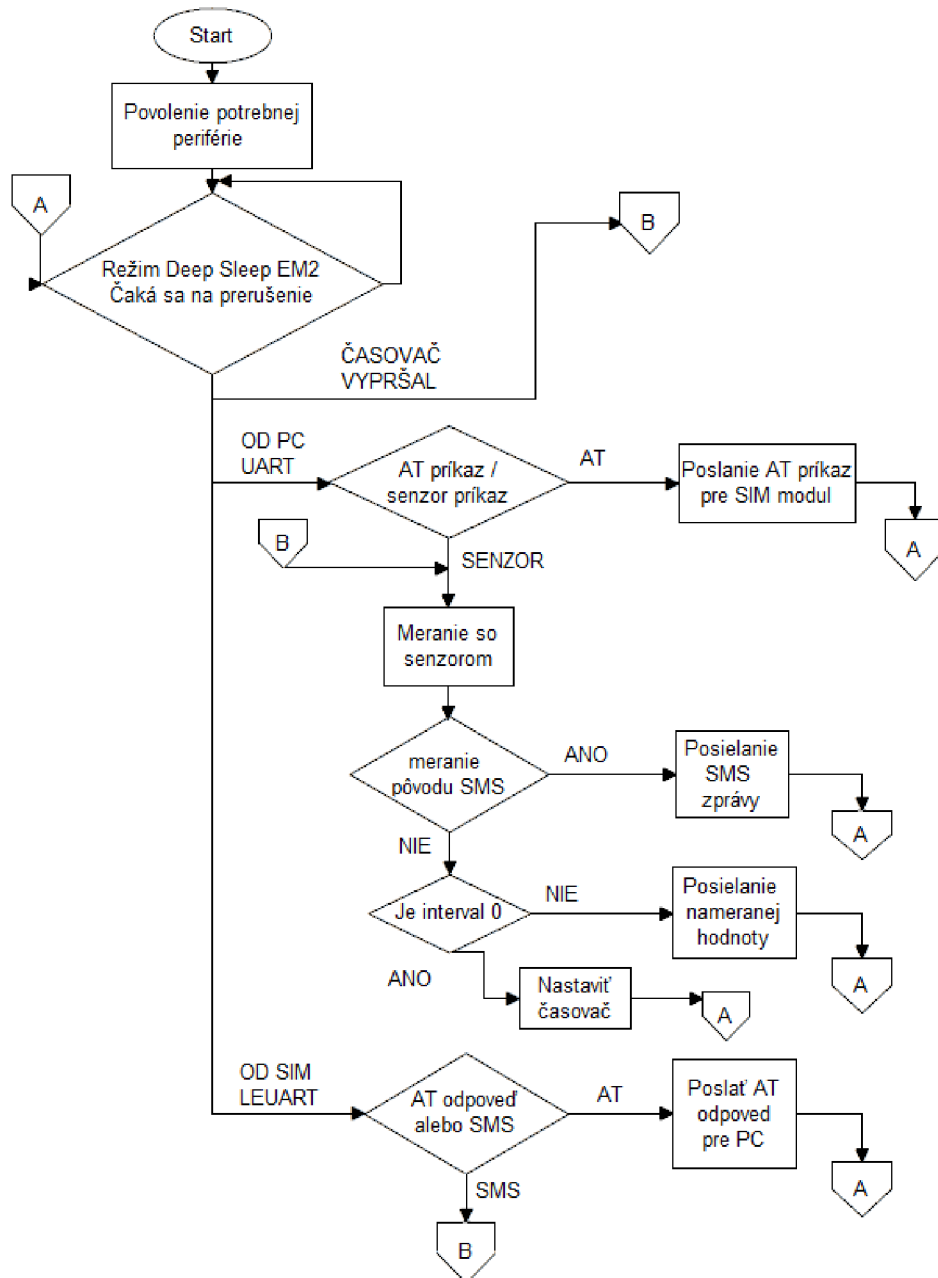 Start
Povolenie potrebnej
periférie
A
B
Režim Deep Sleep EM2
Čaká sa na prerušenie
ČASOVAČ
VYPRŠAL
OD PC
UART
AT príkaz /
senzor príkaz
AT
Poslanie AT príkaz
pre SIM modul
A
B
SENZOR
Meranie so
senzorom
meranie
pôvodu SMS
ANO
Posielanie
SMS
zprávy
A
NIE
Je interval 0
NIE
Posielanie
nameranej
hodnoty
A
ANO
Nastaviť
časovač
A
OD SIM
LEUART
AT odpoveď
alebo SMS
AT
Poslať AT
odpoved
pre PC
A
SMS
B